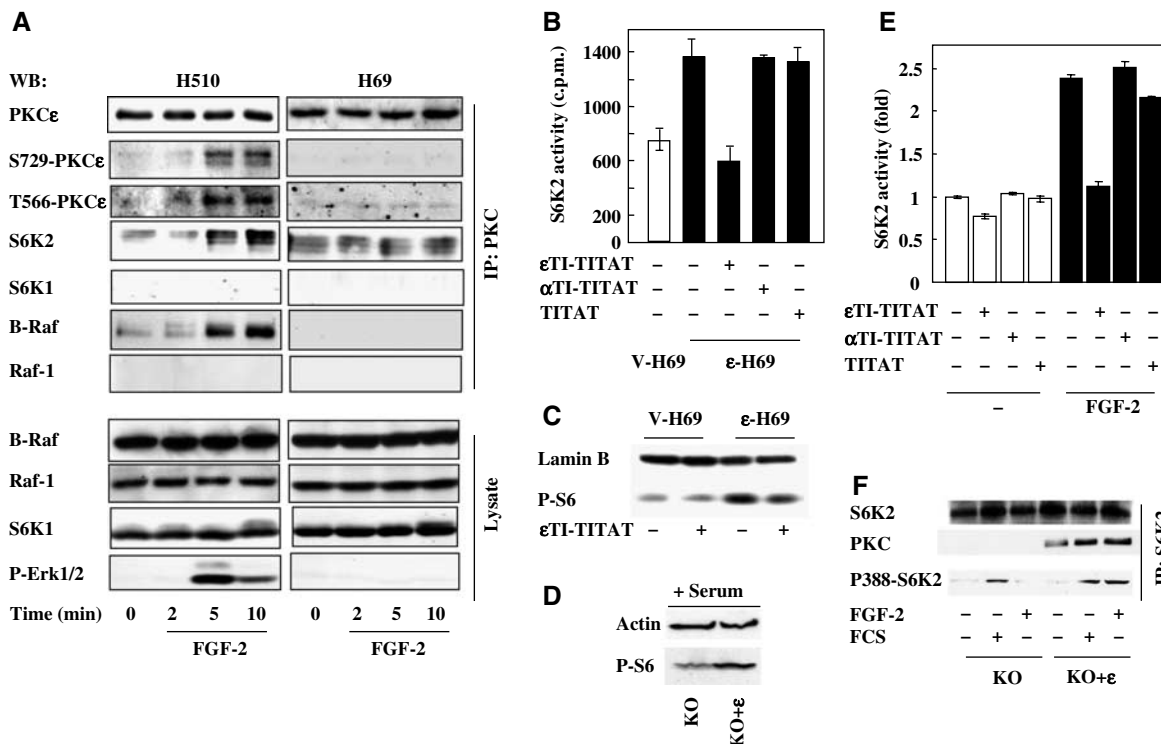 A
WB:
H510
H69
PKCε
S729-PKCε
T566-PKCε
S6K2
S6K1
B-Raf
Raf-1
IP: PKC
B-Raf
Raf-1
S6K1
P-Erk1/2
Lysate
Time (min) 0 2 5 10 0 2 5 10
FGF-2 FGF-2
B
S6K2 activity (c.p.m.)
1400
1000
600
200
0
εTI-TITAT – – + – –
αTI-TITAT – – – + –
TITAT – – – – +
V-H69 ε-H69
C
V-H69 ε-H69
Lamin B
P-S6
εTI-TITAT – + – +
D
+ Serum
Actin
P-S6
KO
KO+ε
E
S6K2 activity (fold)
2.5
2
1.5
1
0.5
0
εTI-TITAT – + – – – + – –
αTI-TITAT – – + – – – + –
TITAT – – – + – – – +
– FGF-2
F
S6K2
PKC
P388-S6K2
IP: S6K2
FGF-2 – – + – – +
FCS – + – – + –
KO KO+ε